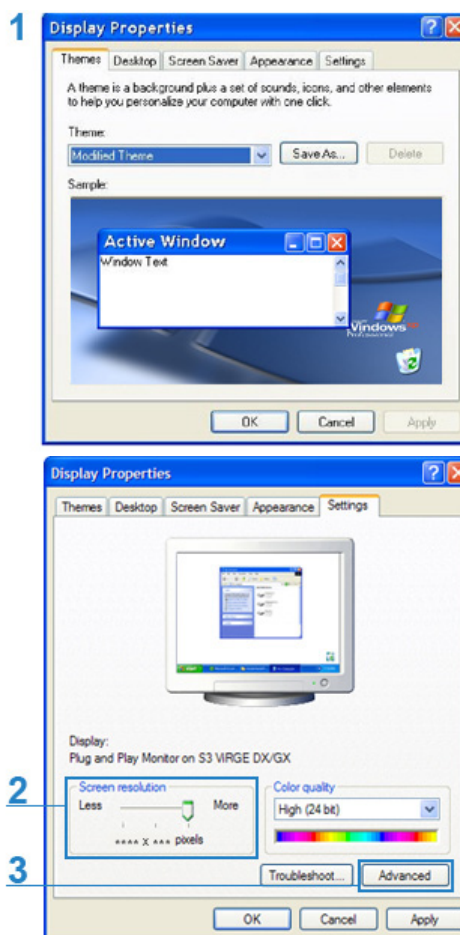 1
Display Properties
Themes Desktop Screen Saver Appearance Settings
A theme is a background plus a set of sounds, icons, and other elements
to help you personalize your computer with one click.
Theme:
Modified Theme Save As... Delete
Sample:
Active Window
Window Text
Windows xp
Professional
OK Cancel Apply
Display Properties
Themes Desktop Screen Saver Appearance Settings
Display:
Plug and Play Monitor on S3 VIRGE DX/GX
2
Screen resolution Color quality
Less More High (24 bit)
**** X *** pixels
3
Troubleshoot... Advanced
OK Cancel Apply